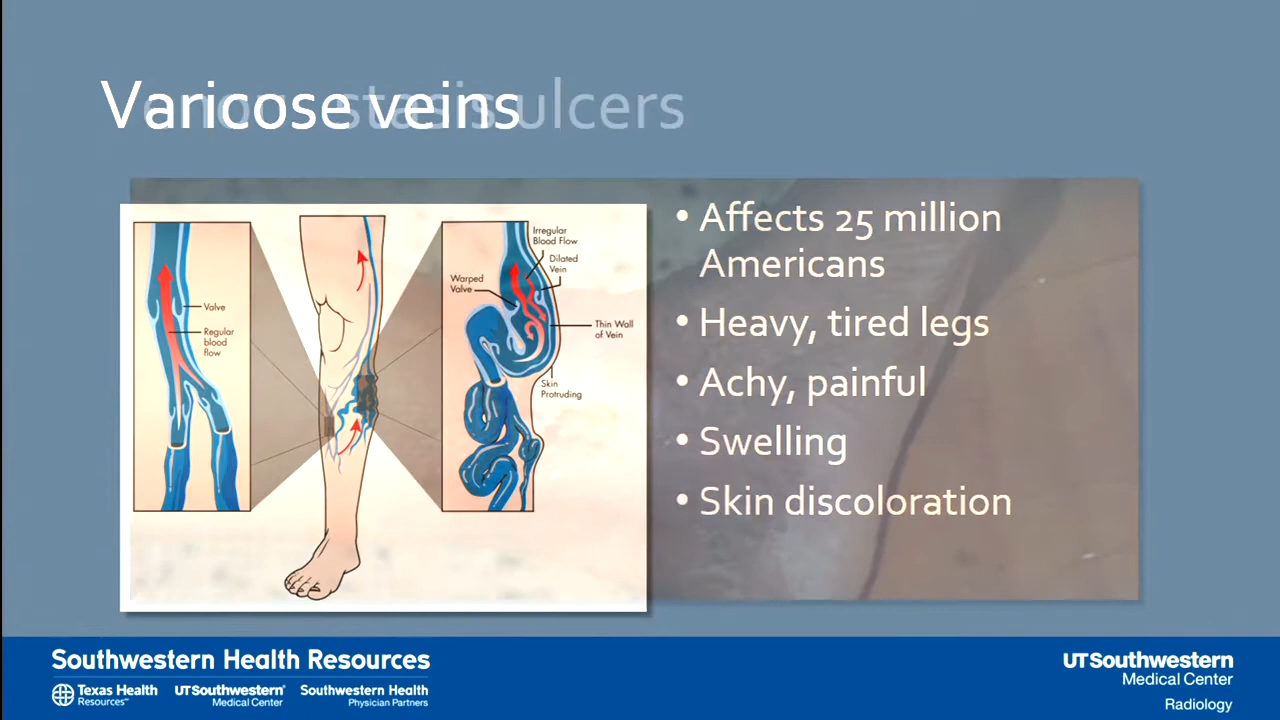 Varicose veins
stasis ulcers
Affects 25 million
Americans
Heavy, tired legs
Achy, painful
Swelling
Skin discoloration
Valve
Regular
blood
flow
Irregular
Blood Flow
Dilated
Vein
Warped
Valve
Thin Wall
of Vein
Skin
Protruding
Southwestern Health Resources
Texas Health
Resources
UTSouthwestern
Medical Center
Southwestern Health
Physician Partners
UTSouthwestern
Medical Center
Radiology